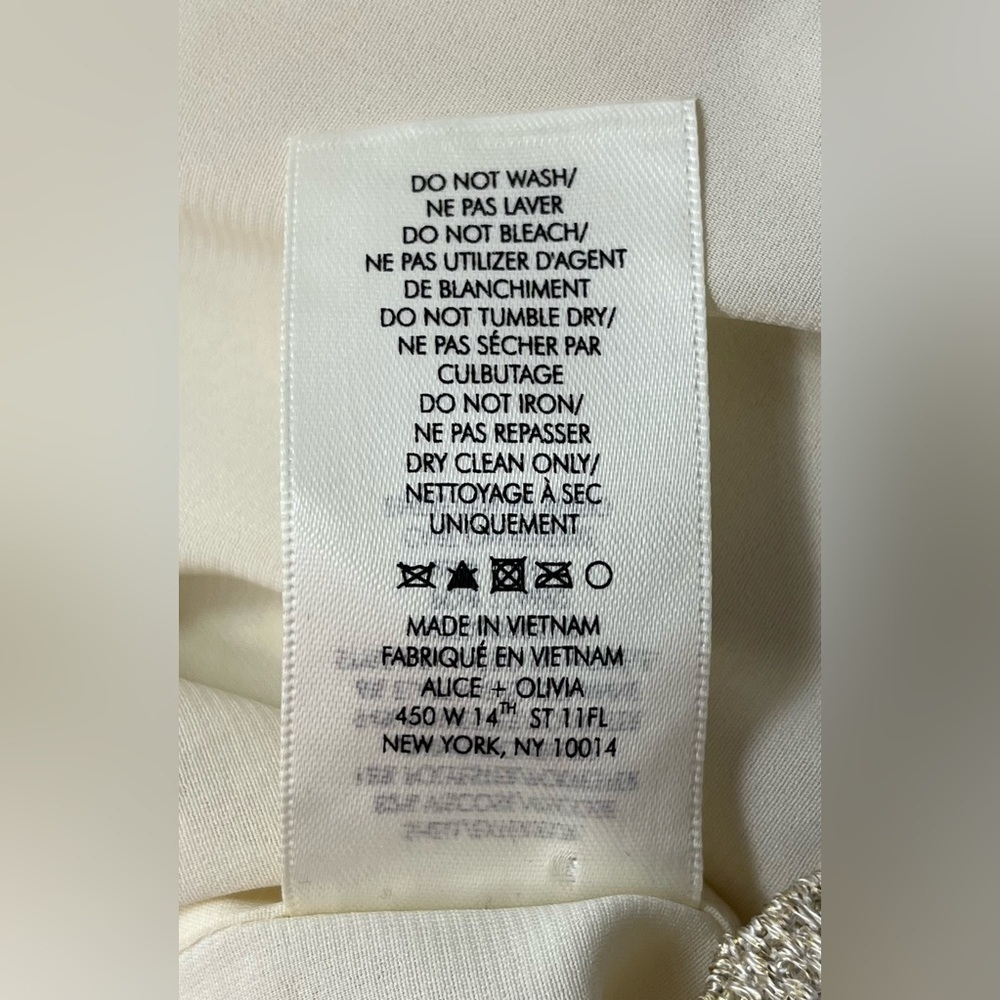 DO NOT WASH/
NE PAS LAVER
DO NOT BLEACH/
NE PAS UTILIZER D'AGENT
DE BLANCHIMENT
DO NOT TUMBLE DRY/
NE PAS SÉCHER PAR
CULBUTAGE
DO NOT IRON/
NE PAS REPASSER
DRY CLEAN ONLY/
NETTOYAGE À SEC
UNIQUEMENT
MADE IN VIETNAM
FABRIQUÉ EN VIETNAM
ALICE + OLIVIA
450 W 14TH ST 11FL
NEW YORK, NY 10014